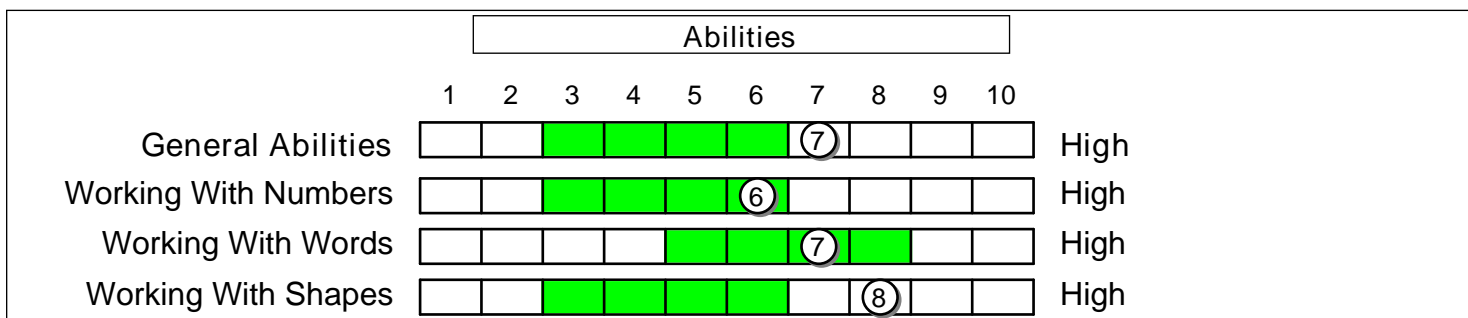 Abilities
1 2 3 4 5 6 7 8 9 10
General Abilities 7 High
Working With Numbers 6 High
Working With Words 7 High
Working With Shapes 8 High